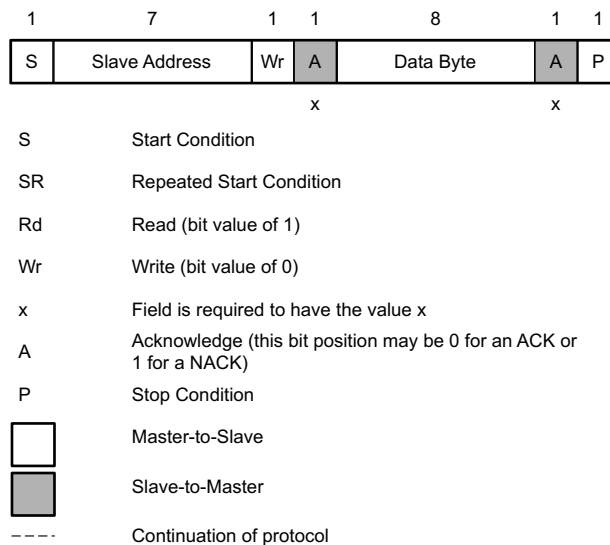 1 7 1 1 8 1 1
S Slave Address Wr A Data Byte A P
x x
S Start Condition
SR Repeated Start Condition
Rd Read (bit value of 1)
Wr Write (bit value of 0)
x Field is required to have the value x
A Acknowledge (this bit position may be 0 for an ACK or
1 for a NACK)
P Stop Condition
Master-to-Slave
Slave-to-Master
Continuation of protocol